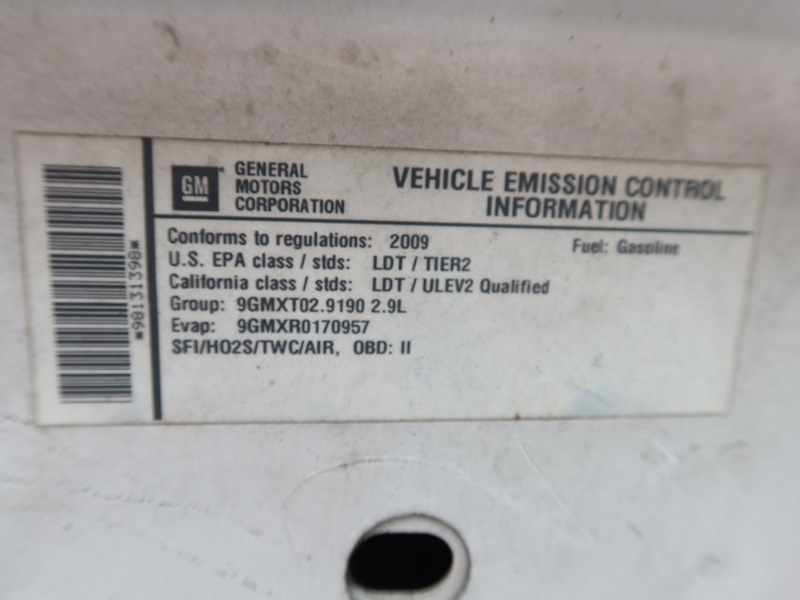 *98131398*
GM
GENERAL
MOTORS
CORPORATION
VEHICLE EMISSION CONTROL
INFORMATION
Conforms to regulations: 2009
Fuel: Gasoline
U.S. EPA class / stds: LDT / TIER2
California class / stds: LDT / ULEV2 Qualified
Group: 9GMXT02.9190 2.9L
Evap: 9GMXR0170957
SFI/HO2S/TWC/AIR, OBD: II